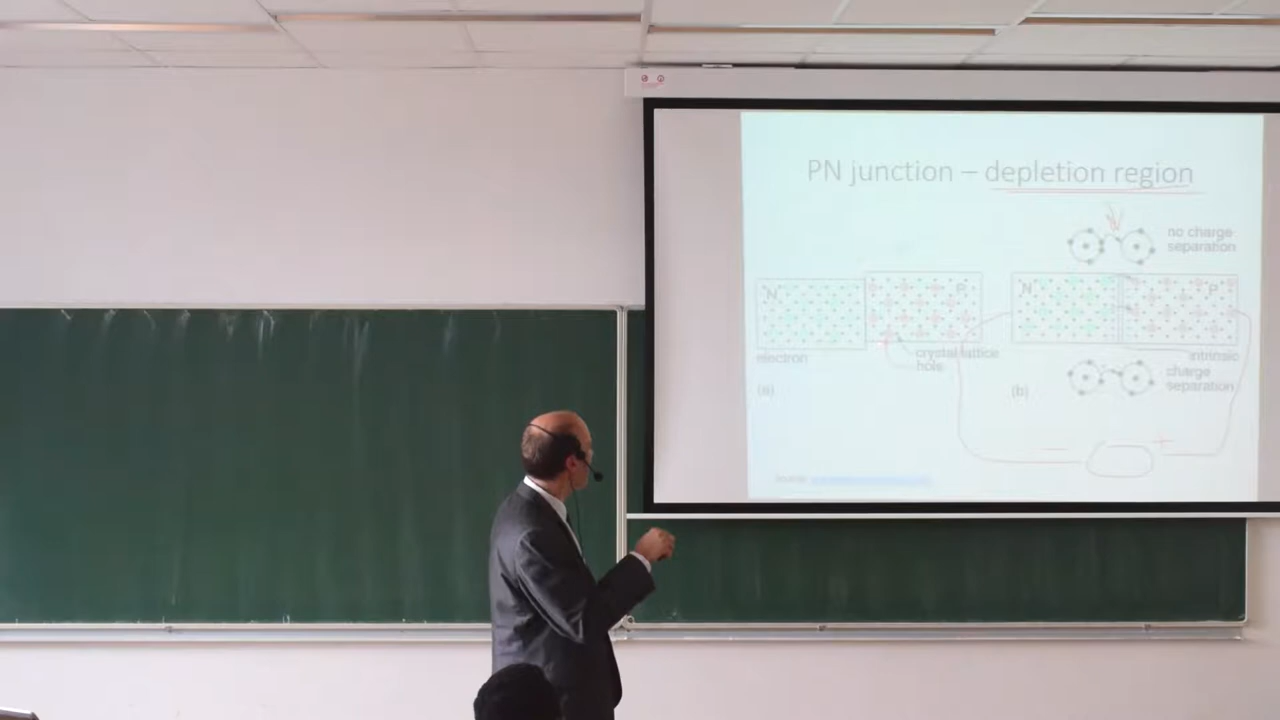 PN junction – depletion region
no charge
separation
N
P
N
P
electron
crystal lattice
hole
intrinsic
charge
separation
(a)
(b)